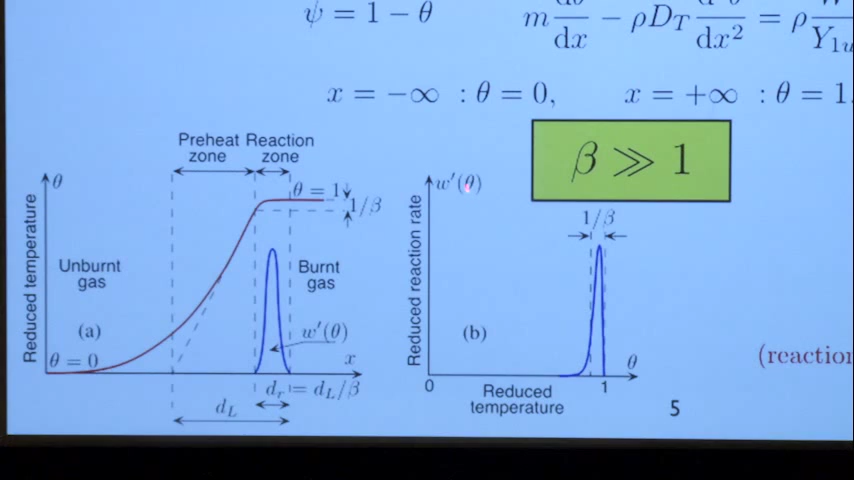 ψ = 1 − θ
m dθ/dx − ρD_T d²θ/dx² = ρ W/Y_1u
x = −∞ : θ = 0, x = +∞ : θ = 1.
β ≫ 1
Preheat Reaction
zone zone
θ
θ = 1
1/β
Reduced temperature
Unburnt
gas
Burnt
gas
(a)
w′(θ)
θ = 0
x
d_r = d_L/β
d_L
w′(θ)
Reduced reaction rate
1/β
(b)
θ
0
1
Reduced
temperature
(reaction
5